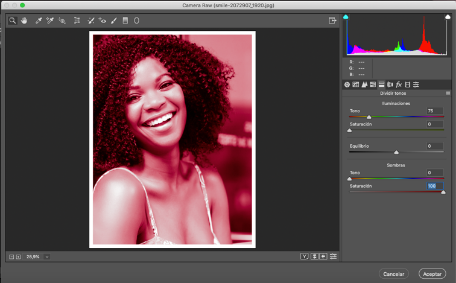 Camera Raw (smile-2072907_1920.jpg)
R: ---
G: ---
B: ---
fx
Dividir tonos
Iluminaciones
Tono 75
Saturación 0
Equilibrio 0
Sombras
Tono 0
Saturación 100
Y
Cancelar
Aceptar